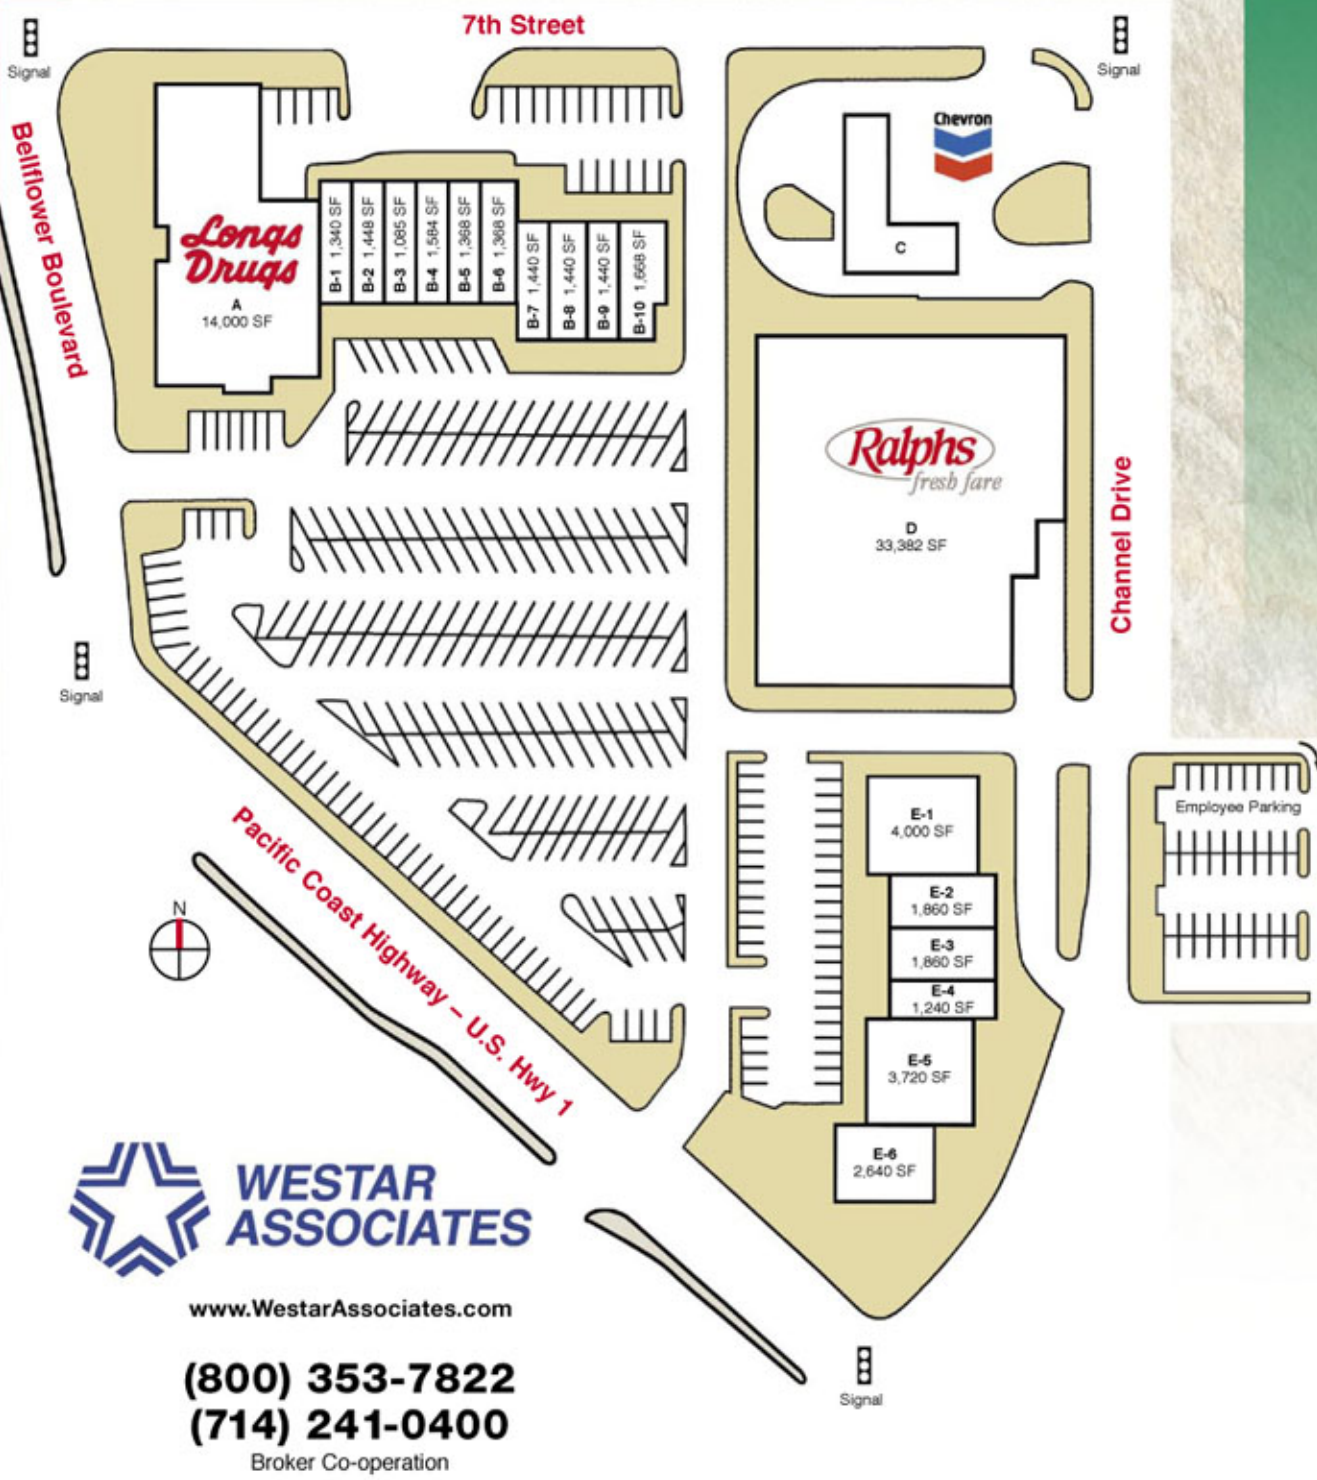 7th Street
Signal
Signal
Bellflower Boulevard
Chevron
C
Longs
Drugs
A
14,000 SF
B-1 1,340 SF
B-2 1,448 SF
B-3 1,085 SF
B-4 1,584 SF
B-5 1,368 SF
B-6 1,368 SF
B-7 1,440 SF
B-8 1,440 SF
B-9 1,440 SF
B-10 1,668 SF
Ralphs
fresh fare
D
33,382 SF
Channel Drive
Signal
Employee Parking
E-1
4,000 SF
E-2
1,860 SF
E-3
1,860 SF
E-4
1,240 SF
E-5
3,720 SF
E-6
2,640 SF
Pacific Coast Highway – U.S. Hwy 1
N
WESTAR
ASSOCIATES
www.WestarAssociates.com
(800) 353-7822
(714) 241-0400
Broker Co-operation
Signal